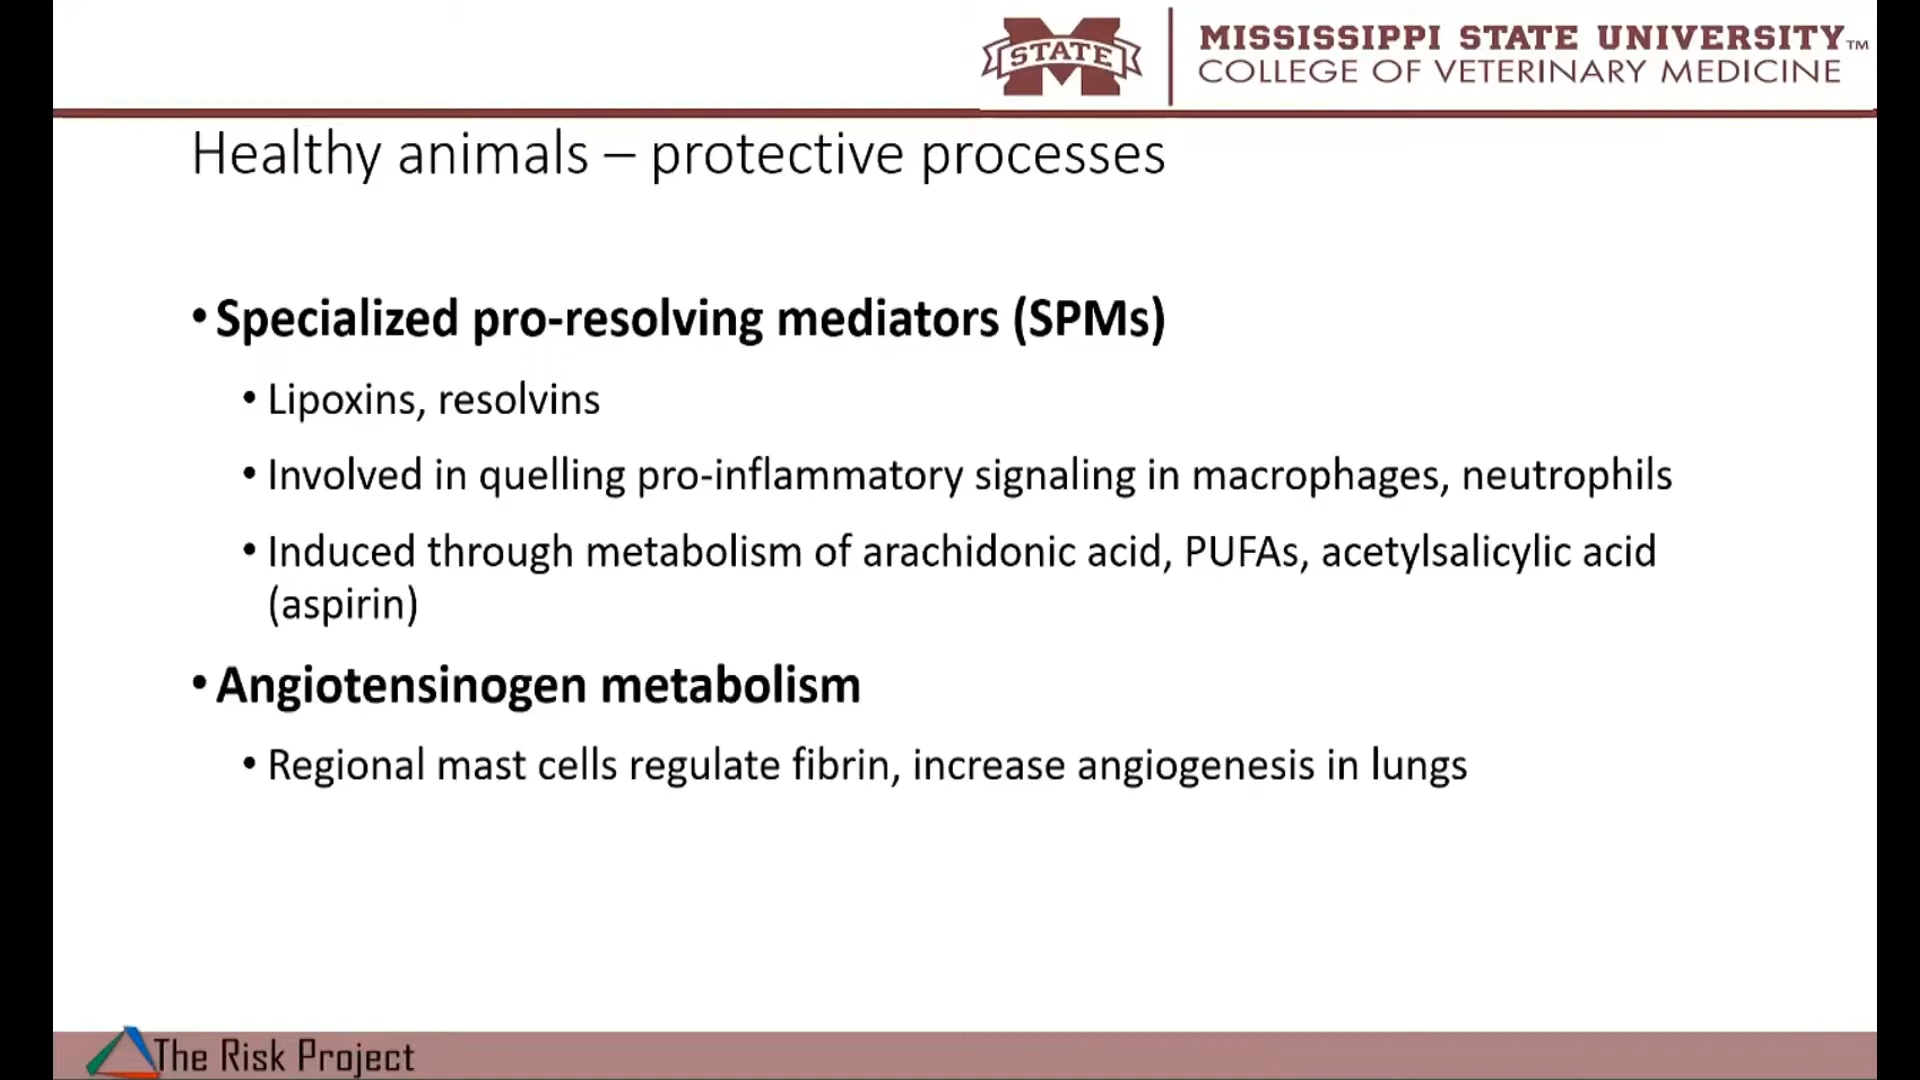 STATE
MISSISSIPPI STATE UNIVERSITY™
COLLEGE OF VETERINARY MEDICINE
Healthy animals – protective processes
• Specialized pro-resolving mediators (SPMs)
• Lipoxins, resolvins
• Involved in quelling pro-inflammatory signaling in macrophages, neutrophils
• Induced through metabolism of arachidonic acid, PUFAs, acetylsalicylic acid
(aspirin)
• Angiotensinogen metabolism
• Regional mast cells regulate fibrin, increase angiogenesis in lungs
The Risk Project